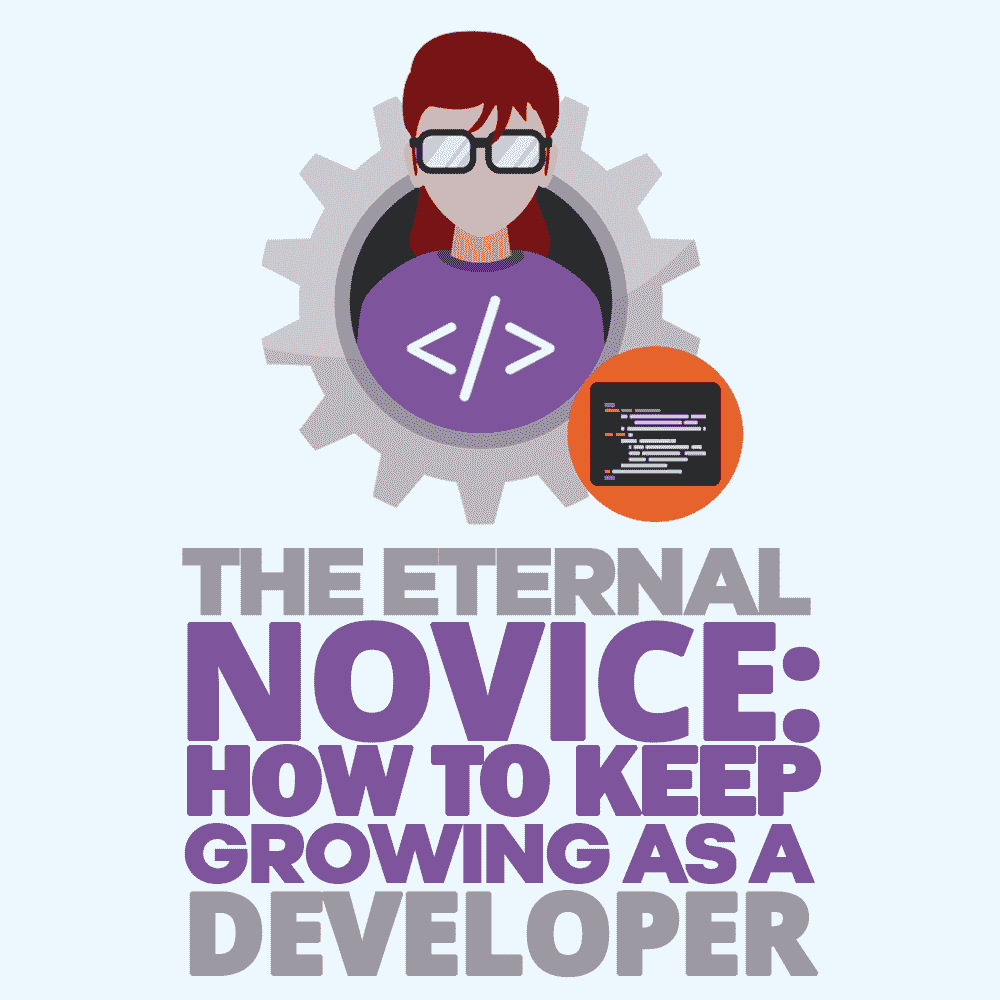 </>
THE ETERNAL
NOVICE:
HOW TO KEEP
GROWING AS A
DEVELOPER